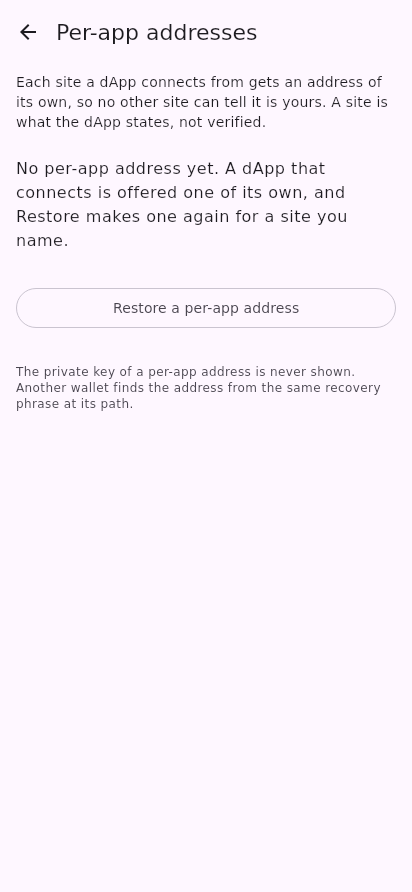 Per-app addresses
Each site a dApp connects from gets an address of
its own, so no other site can tell it is yours. A site is
what the dApp states, not verified.
No per-app address yet. A dApp that
connects is offered one of its own, and
Restore makes one again for a site you
name.
Restore a per-app address
The private key of a per-app address is never shown.
Another wallet finds the address from the same recovery
phrase at its path.